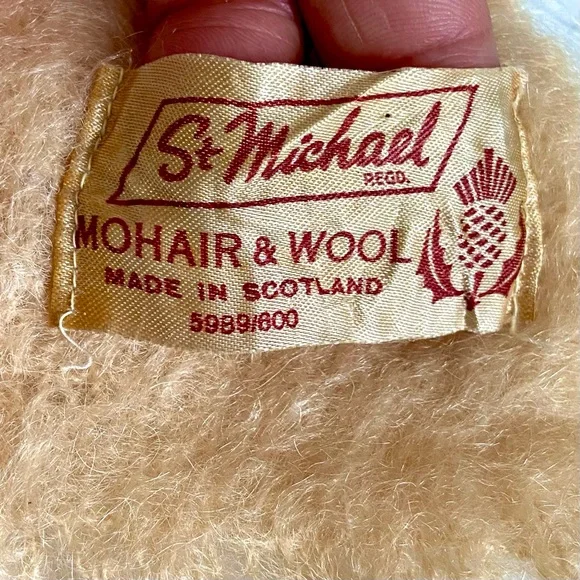 St Michael
REGD.
MOHAIR & WOOL
MADE IN SCOTLAND
5989/600